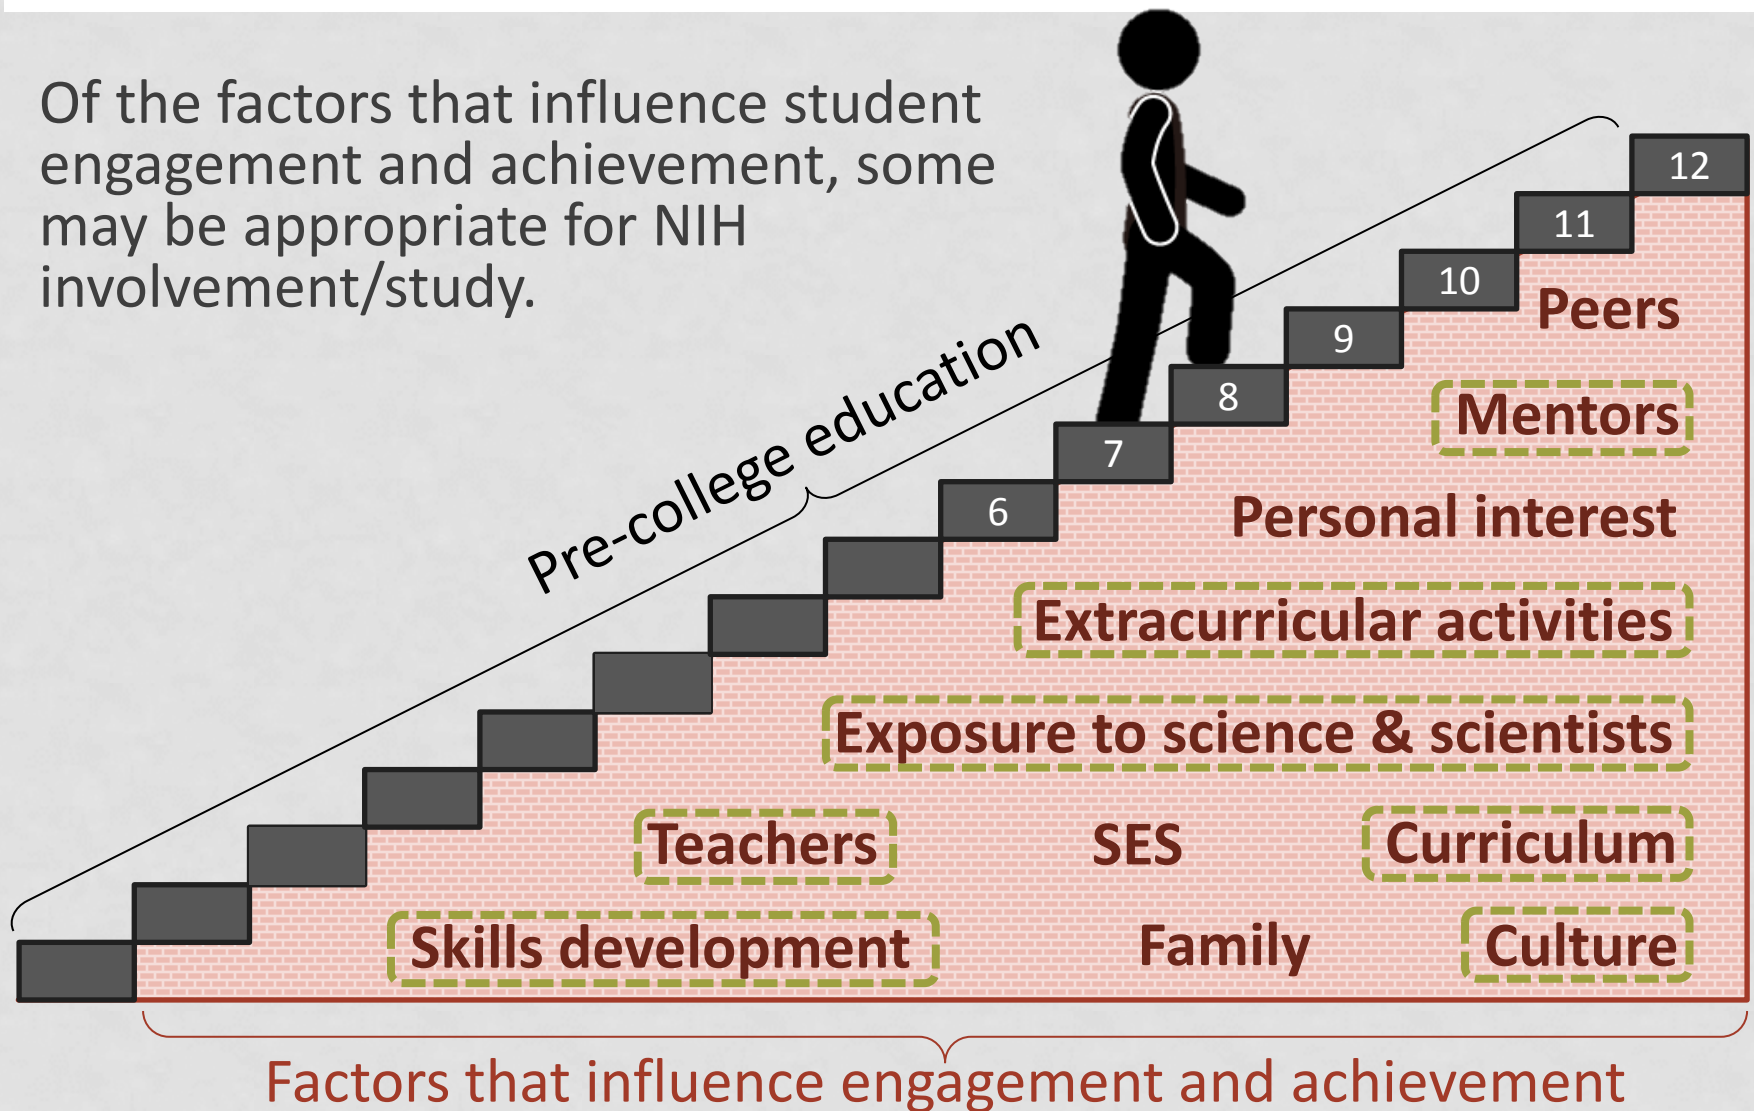 Of the factors that influence student
engagement and achievement, some
may be appropriate for NIH
involvement/study.
Pre-college education
12
11
10
9
8
7
6
Peers
Mentors
Personal interest
Extracurricular activities
Exposure to science & scientists
Teachers SES Curriculum
Skills development Family Culture
Factors that influence engagement and achievement